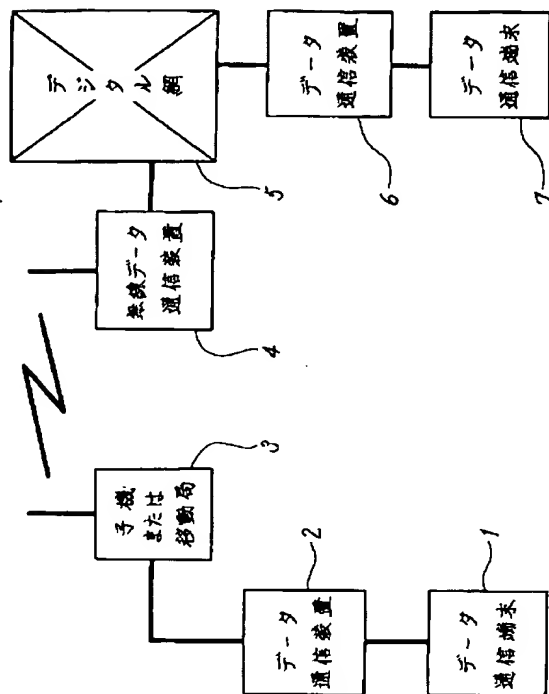 デジタル網
5
無線データ
通信装置
4
データ
通信装置
6
データ
通信端末
7
子機
または
移動局
3
データ
通信装置
2
データ
通信端末
1